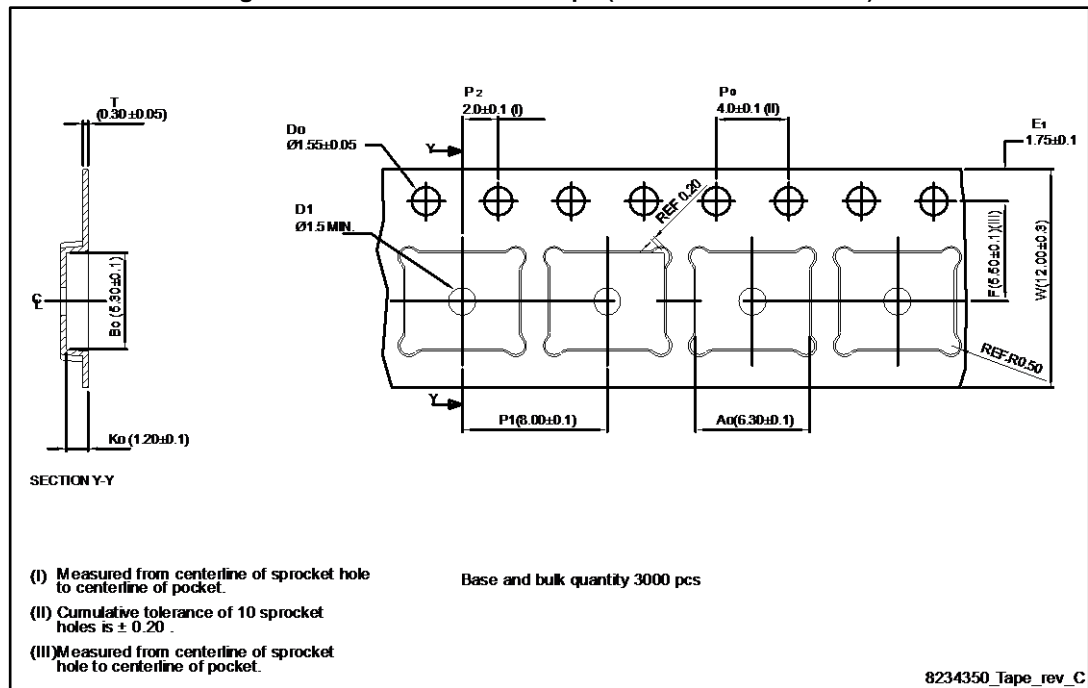 T
(0.30±0.05)
P2
2.0±0.1 (I)
P0
4.0±0.1 (II)
E1
1.75±0.1
Do
Ø1.55±0.05
Y
D1
Ø1.5 MIN.
REF 0.20
F(5.50±0.1)(III)
W(12.00±0.3)
CL
Bo (5.30±0.1)
REF.R0.50
Y
P1(8.00±0.1)
Ao(6.30±0.1)
Ko (1.20±0.1)
SECTION Y-Y
(I) Measured from centerline of sprocket hole
to centerline of pocket.
Base and bulk quantity 3000 pcs
(II) Cumulative tolerance of 10 sprocket
holes is ± 0.20 .
(III)Measured from centerline of sprocket
hole to centerline of pocket.
8234350_Tape_rev_C